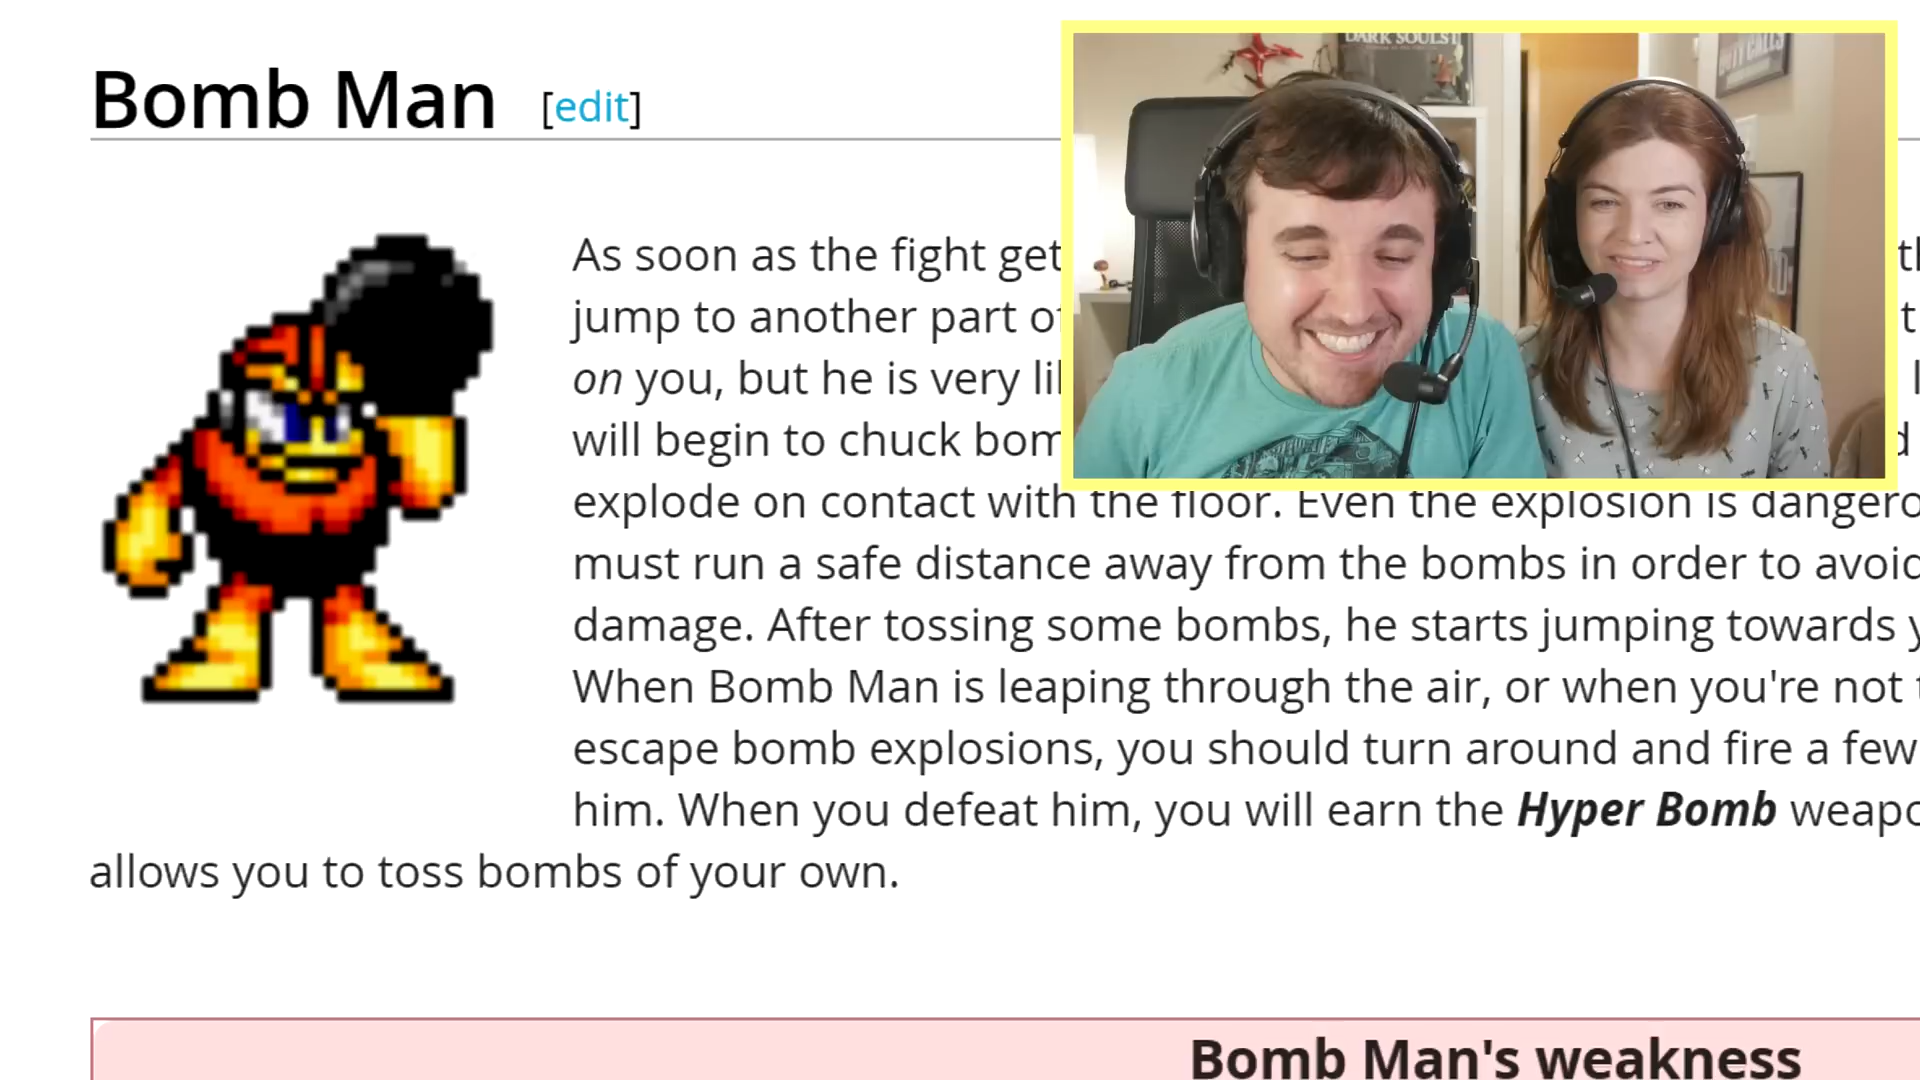 Bomb Man [edit]
DARK SOULS
As soon as the fight get
jump to another part of
on you, but he is very
will begin to chuck
explode on contact with the floor. Even the explosion is
must run a safe distance away from the bombs in order to
damage. After tossing some bombs, he starts jumping towards
When Bomb Man is leaping through the air, or when you're not
escape bomb explosions, you should turn around and fire a few
him. When you defeat him, you will earn the Hyper Bomb
allows you to toss bombs of your own.
Bomb Man's weakness